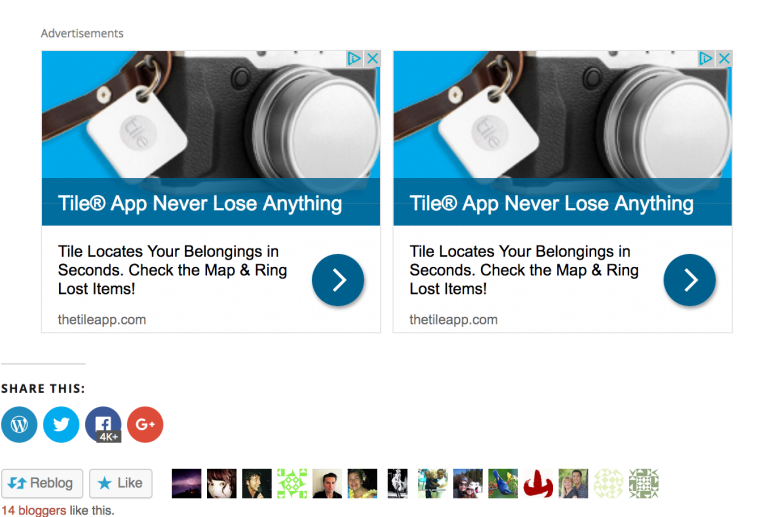 Advertisements
tile
tile
Tile® App Never Lose Anything
Tile® App Never Lose Anything
Tile Locates Your Belongings in
Seconds. Check the Map & Ring
Lost Items!
thetileapp.com
Tile Locates Your Belongings in
Seconds. Check the Map & Ring
Lost Items!
thetileapp.com
SHARE THIS:
4K+
G+
Reblog
Like
14 bloggers like this.